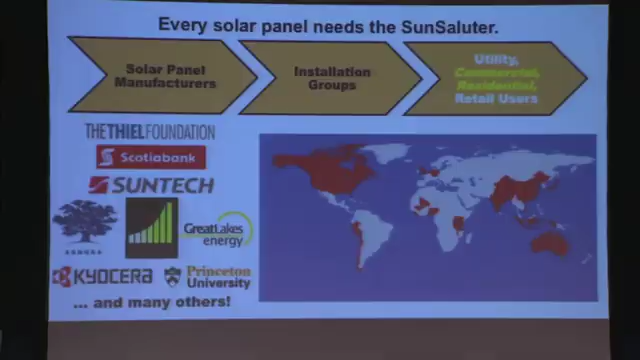 Every solar panel needs the SunSaluter.
Solar Panel
Manufacturers
Installation
Groups
Utility,
Commercial,
Residential,
Retail Users
THE THIEL FOUNDATION
Scotiabank
SUNTECH
ASHOKA
GreatLakes
energy
KYOCERA
Princeton
University
... and many others!